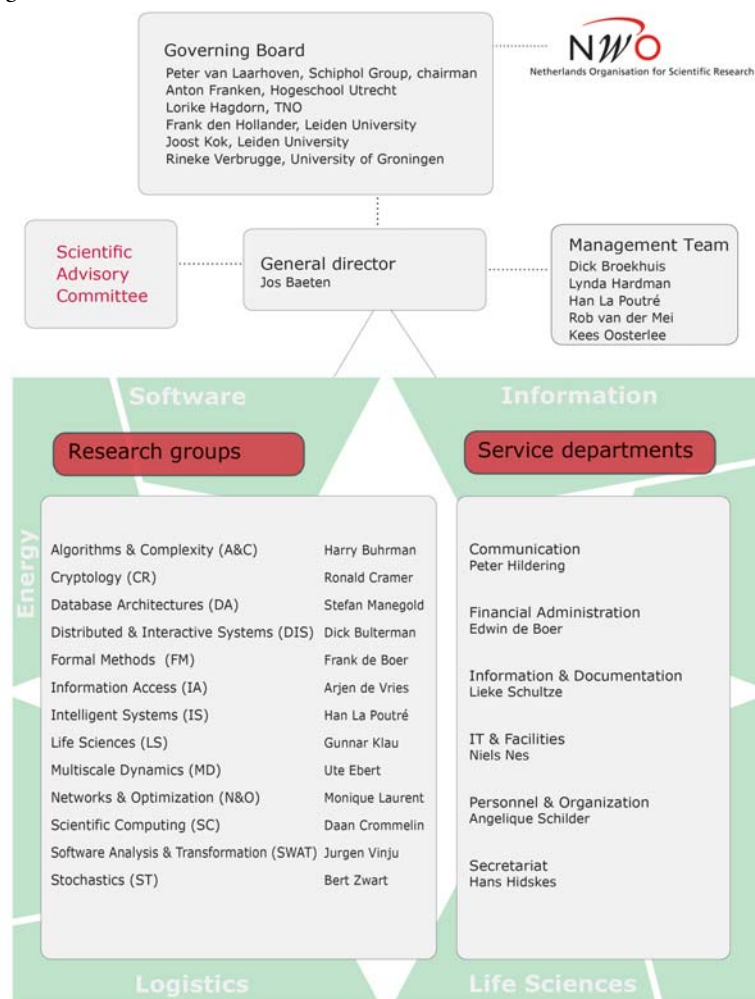 Governing Board
Peter van Laarhoven, Schiphol Group, chairman
Anton Franken, Hogeschool Utrecht
Lorike Hagdorn, TNO
Frank den Hollander, Leiden University
Joost Kok, Leiden University
Rineke Verbrugge, University of Groningen
NWO
Netherlands Organisation for Scientific Research
Scientific
Advisory
Committee
General director
Jos Baeten
Management Team
Dick Broekhuis
Lynda Hardman
Han La Poutré
Rob van der Mei
Kees Oosterlee
Software
Information
Energy
Research groups
Algorithms & Complexity (A&C) Harry Buhrman
Cryptology (CR) Ronald Cramer
Database Architectures (DA) Stefan Manegold
Distributed & Interactive Systems (DIS) Dick Bulterman
Formal Methods (FM) Frank de Boer
Information Access (IA) Arjen de Vries
Intelligent Systems (IS) Han La Poutré
Life Sciences (LS) Gunnar Klau
Multiscale Dynamics (MD) Ute Ebert
Networks & Optimization (N&O) Monique Laurent
Scientific Computing (SC) Daan Crommelin
Software Analysis & Transformation (SWAT) Jurgen Vinju
Stochastics (ST) Bert Zwart
Service departments
Communication
Peter Hildering
Financial Administration
Edwin de Boer
Information & Documentation
Lieke Schultze
IT & Facilities
Niels Nes
Personnel & Organization
Angelique Schilder
Secretariat
Hans Hidskes
Logistics
Life Sciences